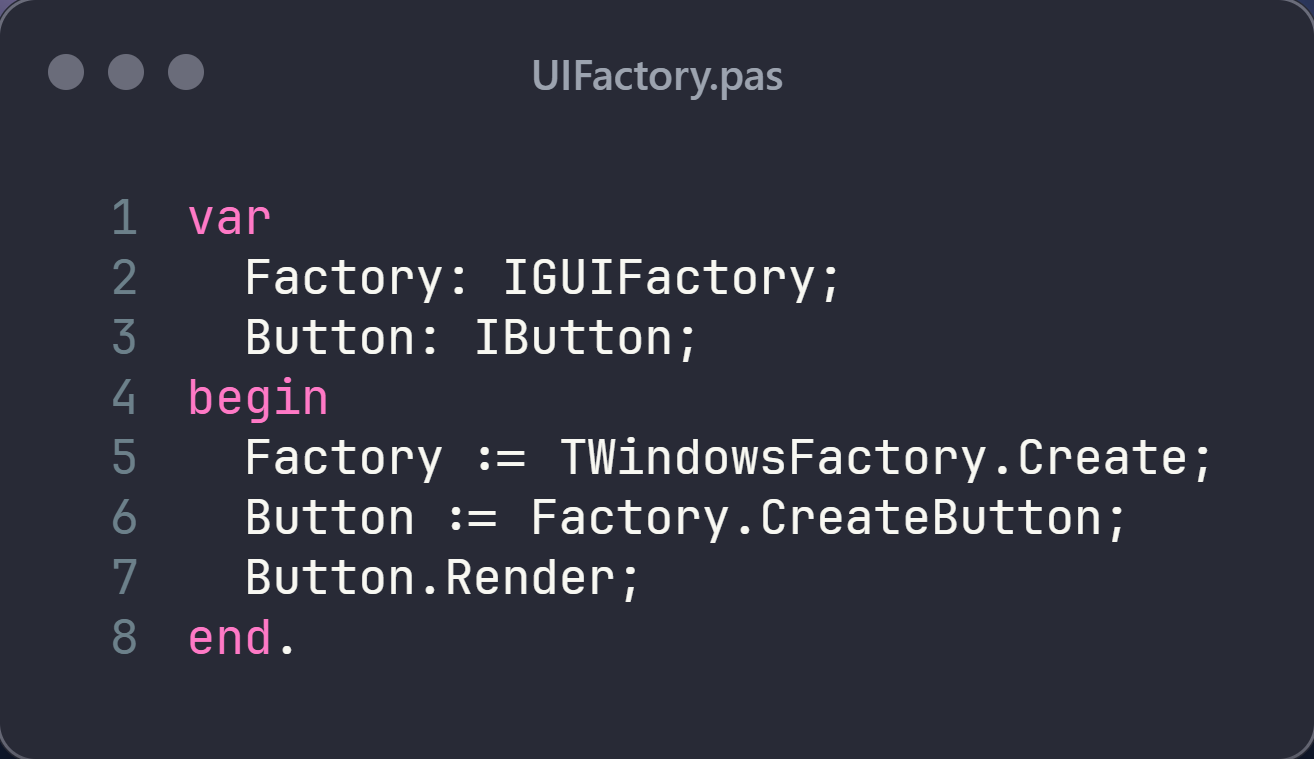 UIFactory.pas
1 var
2   Factory: IGUIFactory;
3   Button: IButton;
4 begin
5   Factory := TWindowsFactory.Create;
6   Button := Factory.CreateButton;
7   Button.Render;
8 end.